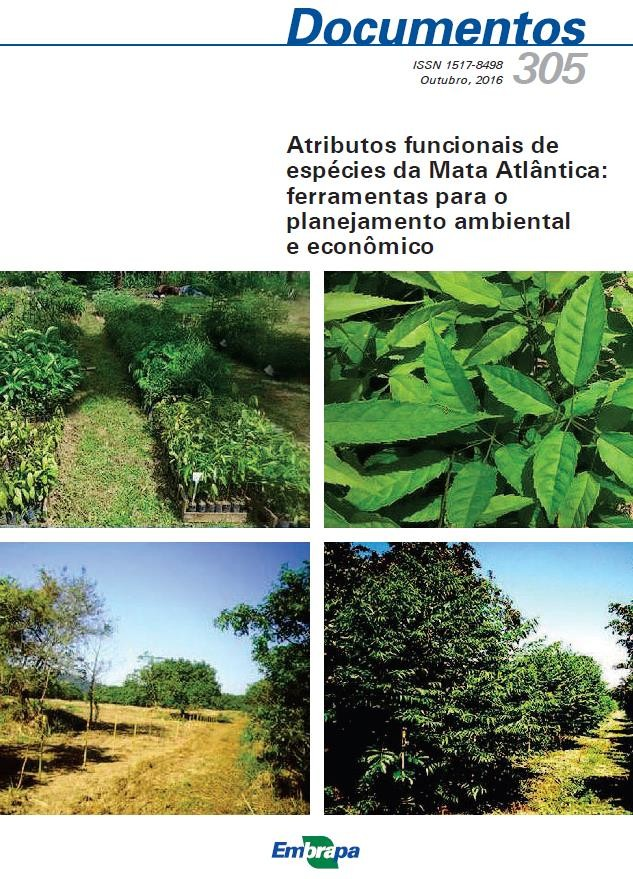 Documentos
ISSN 1517-8498
Outubro, 2016
305
Atributos funcionais de
espécies da Mata Atlântica:
ferramentas para o
planejamento ambiental
e econômico
Embrapa